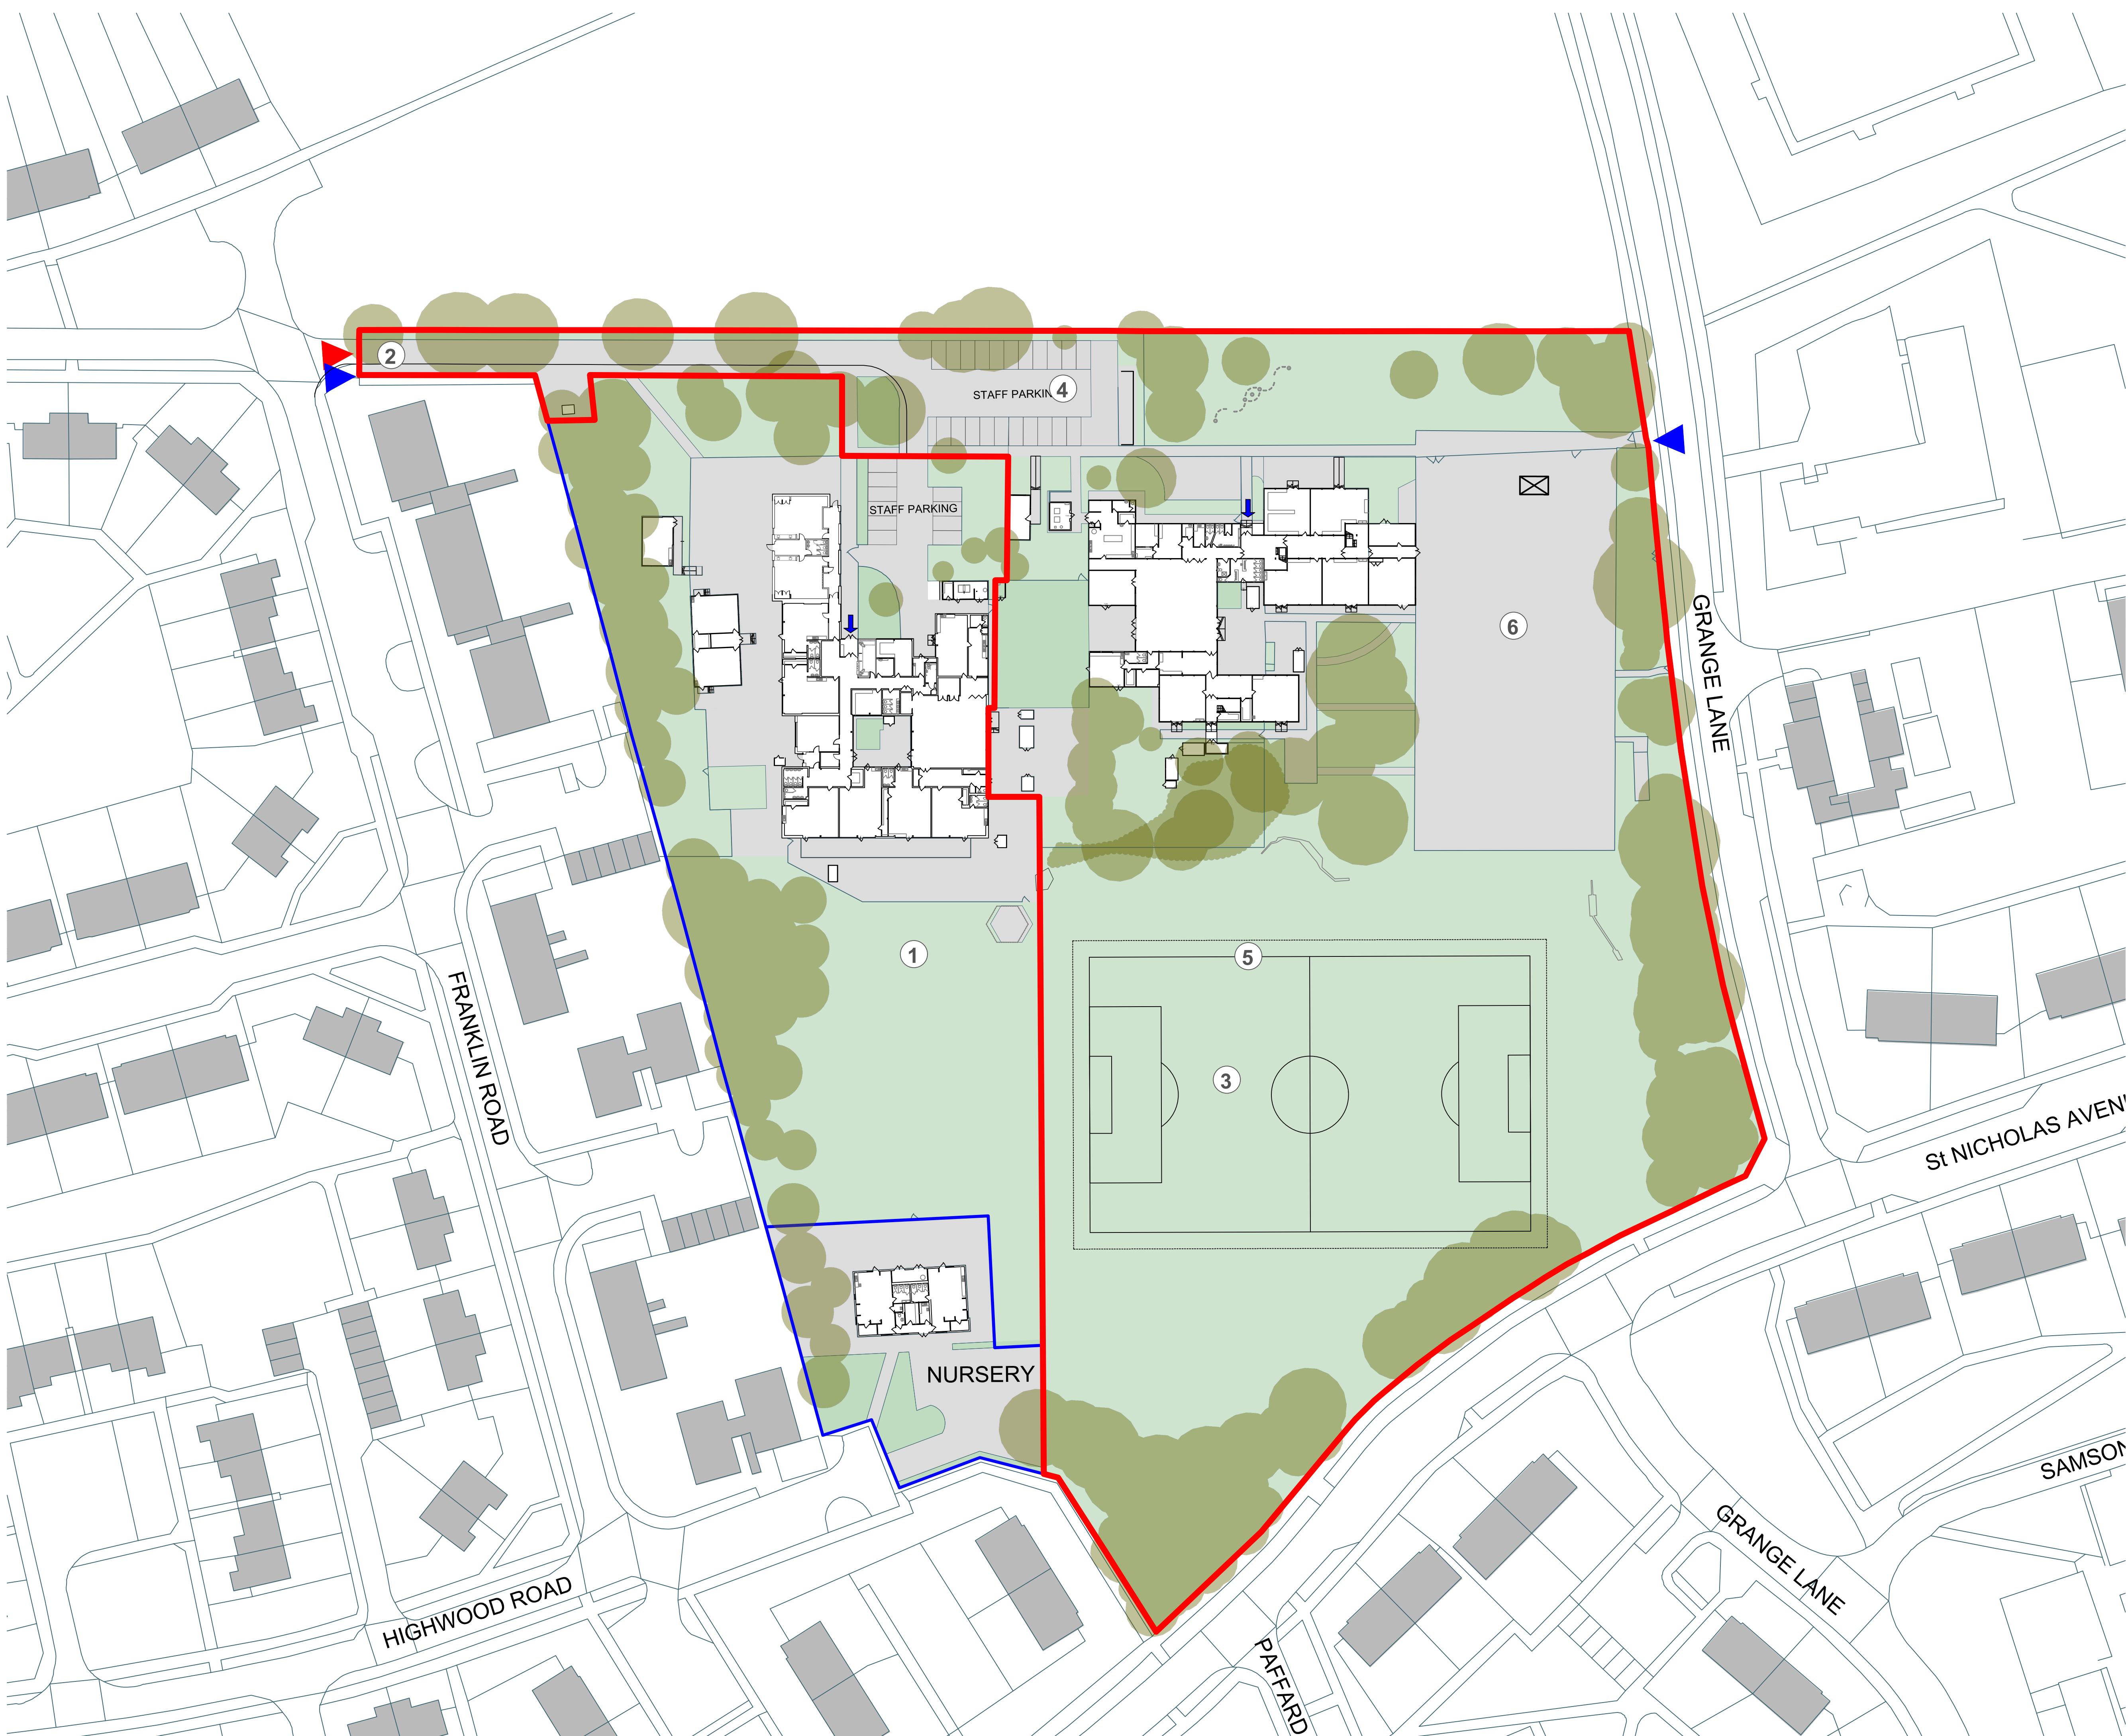 2
STAFF PARKING
4
STAFF PARKING
6
GRANGE LANE
1
5
3
FRANKLIN ROAD
St NICHOLAS AVEN
NURSERY
SAMSON
GRANGE LANE
HIGHWOOD ROAD
PAFFARD